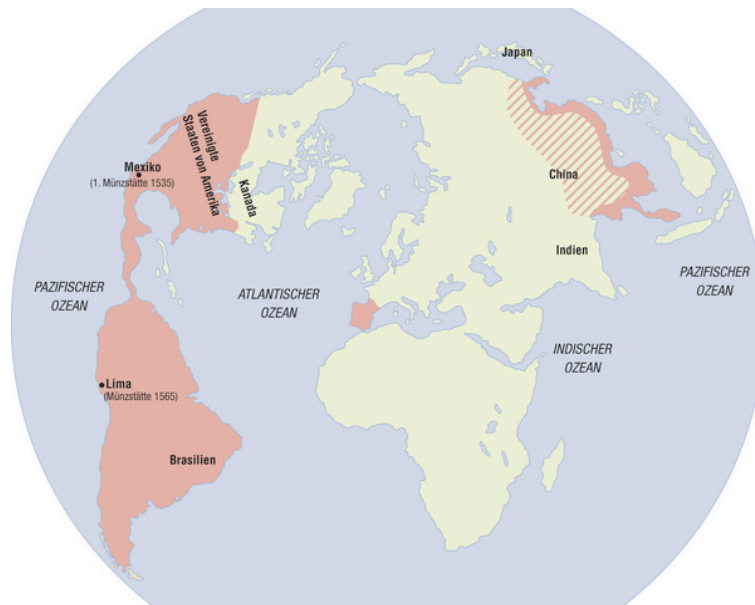 Japan
Vereinigte
Staaten von Amerika
Mexiko
(1. Münzstätte 1535)
Kanada
China
Indien
PAZIFISCHER
OZEAN
ATLANTISCHER
OZEAN
PAZIFISCHER
OZEAN
INDISCHER
OZEAN
Lima
(Münzstätte 1565)
Brasilien